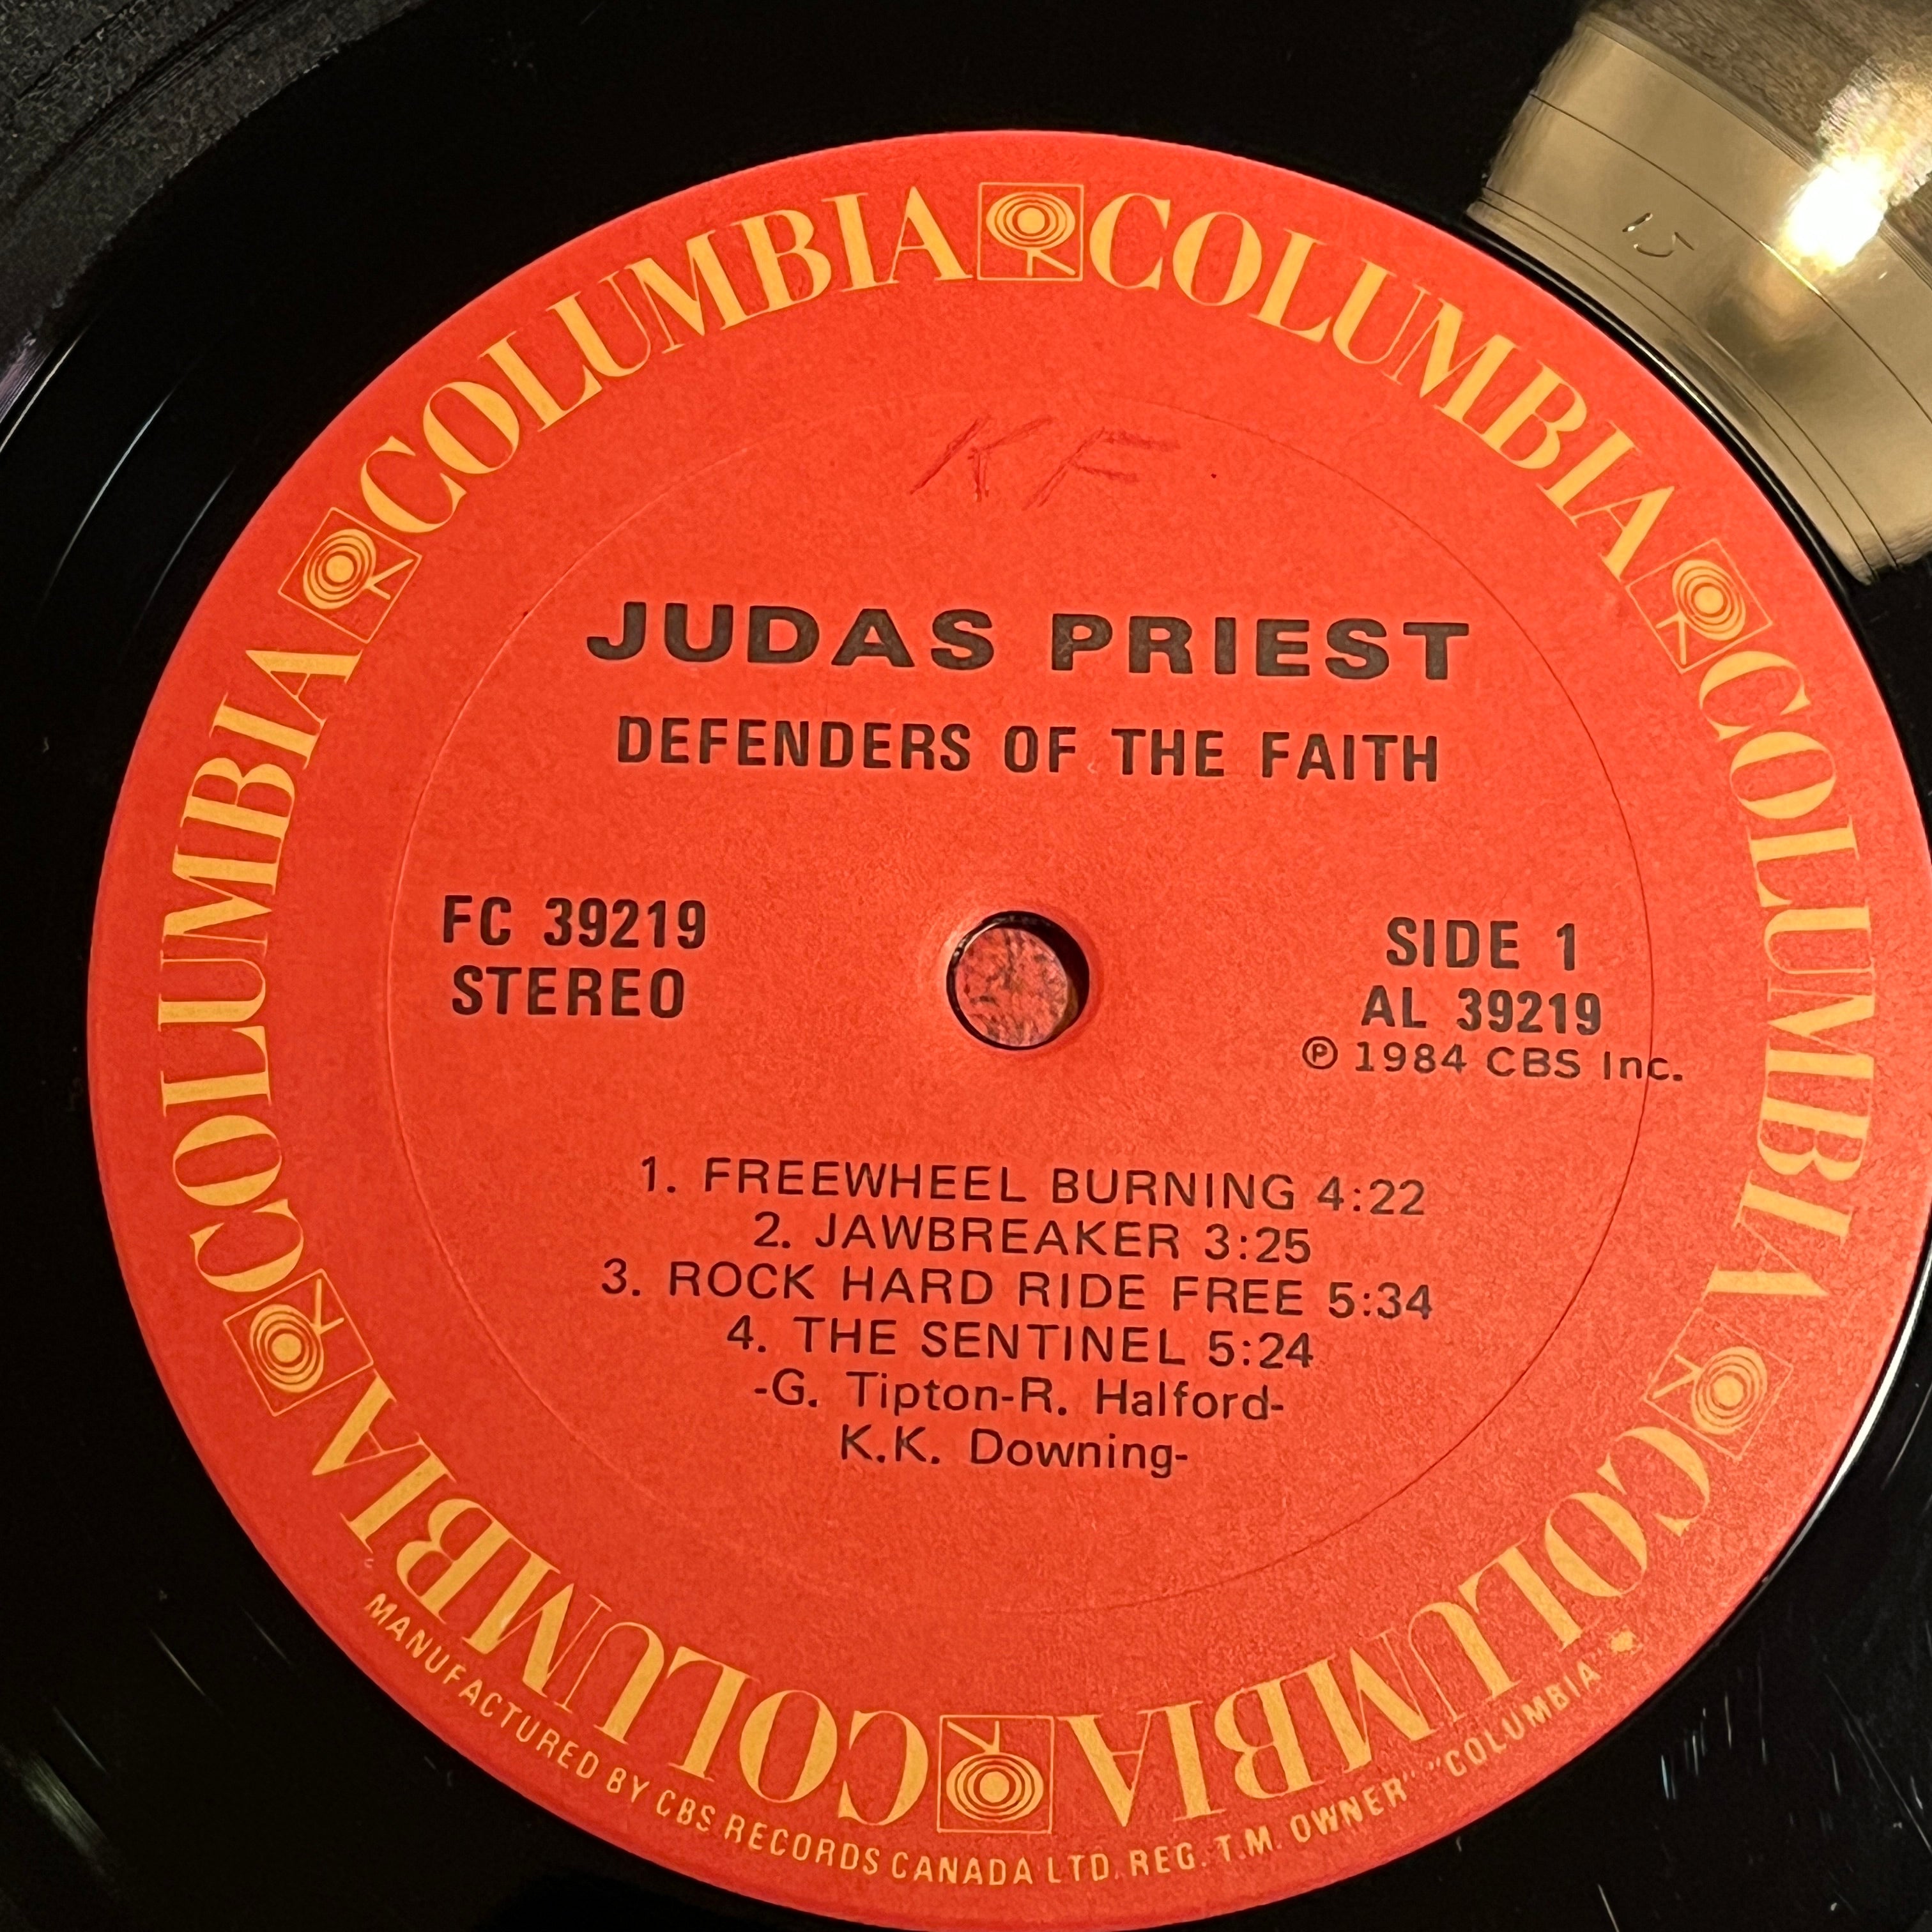 COLUMBIA COLUMBIA COLUMBIA COLUMBIA COLUMBIA COLUMBIA
KF
JUDAS PRIEST
DEFENDERS OF THE FAITH
FC 39219
STEREO
SIDE 1
AL 39219
Ⓟ 1984 CBS Inc.
1. FREEWHEEL BURNING 4:22
2. JAWBREAKER 3:25
3. ROCK HARD RIDE FREE 5:34
4. THE SENTINEL 5:24
-G. Tipton-R. Halford-
K.K. Downing-
MANUFACTURED BY CBS RECORDS CANADA LTD. REG. T.M. OWNER" "COLUMBIA"
15